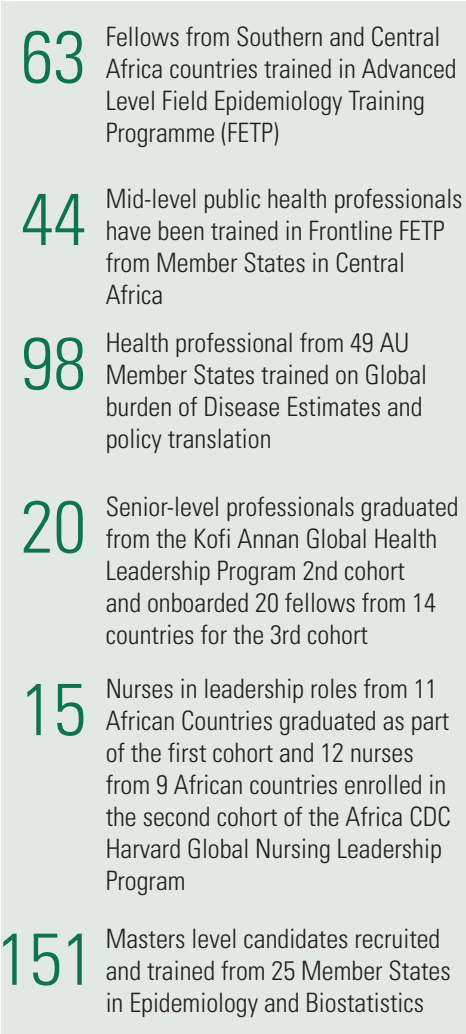 63
Fellows from Southern and Central
Africa countries trained in Advanced
Level Field Epidemiology Training
Programme (FETP)
44
Mid-level public health professionals
have been trained in Frontline FETP
from Member States in Central
Africa
98
Health professional from 49 AU
Member States trained on Global
burden of Disease Estimates and
policy translation
20
Senior-level professionals graduated
from the Kofi Annan Global Health
Leadership Program 2nd cohort
and onboarded 20 fellows from 14
countries for the 3rd cohort
15
Nurses in leadership roles from 11
African Countries graduated as part
of the first cohort and 12 nurses
from 9 African countries enrolled in
the second cohort of the Africa CDC
Harvard Global Nursing Leadership
Program
151
Masters level candidates recruited
and trained from 25 Member States
in Epidemiology and Biostatistics